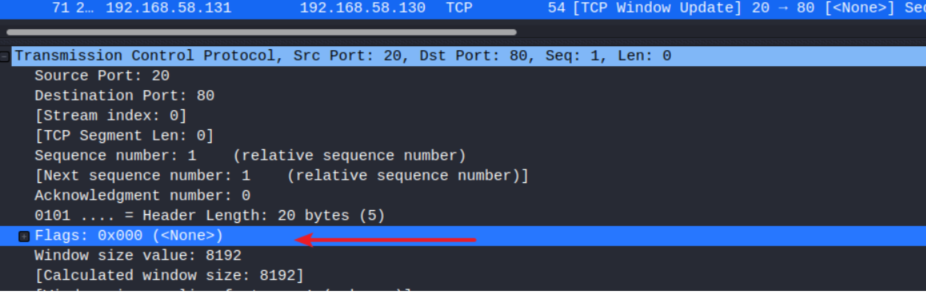 71 2… 192.168.58.131 192.168.58.130 TCP 54 [TCP Window Update] 20 → 80 [<None>]
Transmission Control Protocol, Src Port: 20, Dst Port: 80, Seq: 1, Len: 0
Source Port: 20
Destination Port: 80
[Stream index: 0]
[TCP Segment Len: 0]
Sequence number: 1 (relative sequence number)
[Next sequence number: 1 (relative sequence number)]
Acknowledgment number: 0
0101 .... = Header Length: 20 bytes (5)
Flags: 0x000 (<None>)
Window size value: 8192
[Calculated window size: 8192]